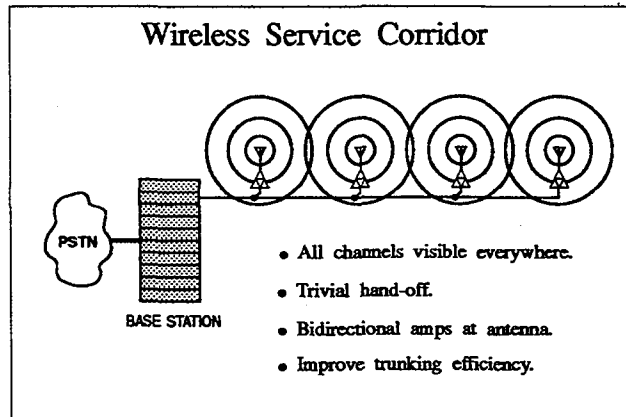 Wireless Service Corridor
PSTN
BASE STATION
• All channels visible everywhere.
• Trivial hand-off.
• Bidirectional amps at antenna.
• Improve trunking efficiency.